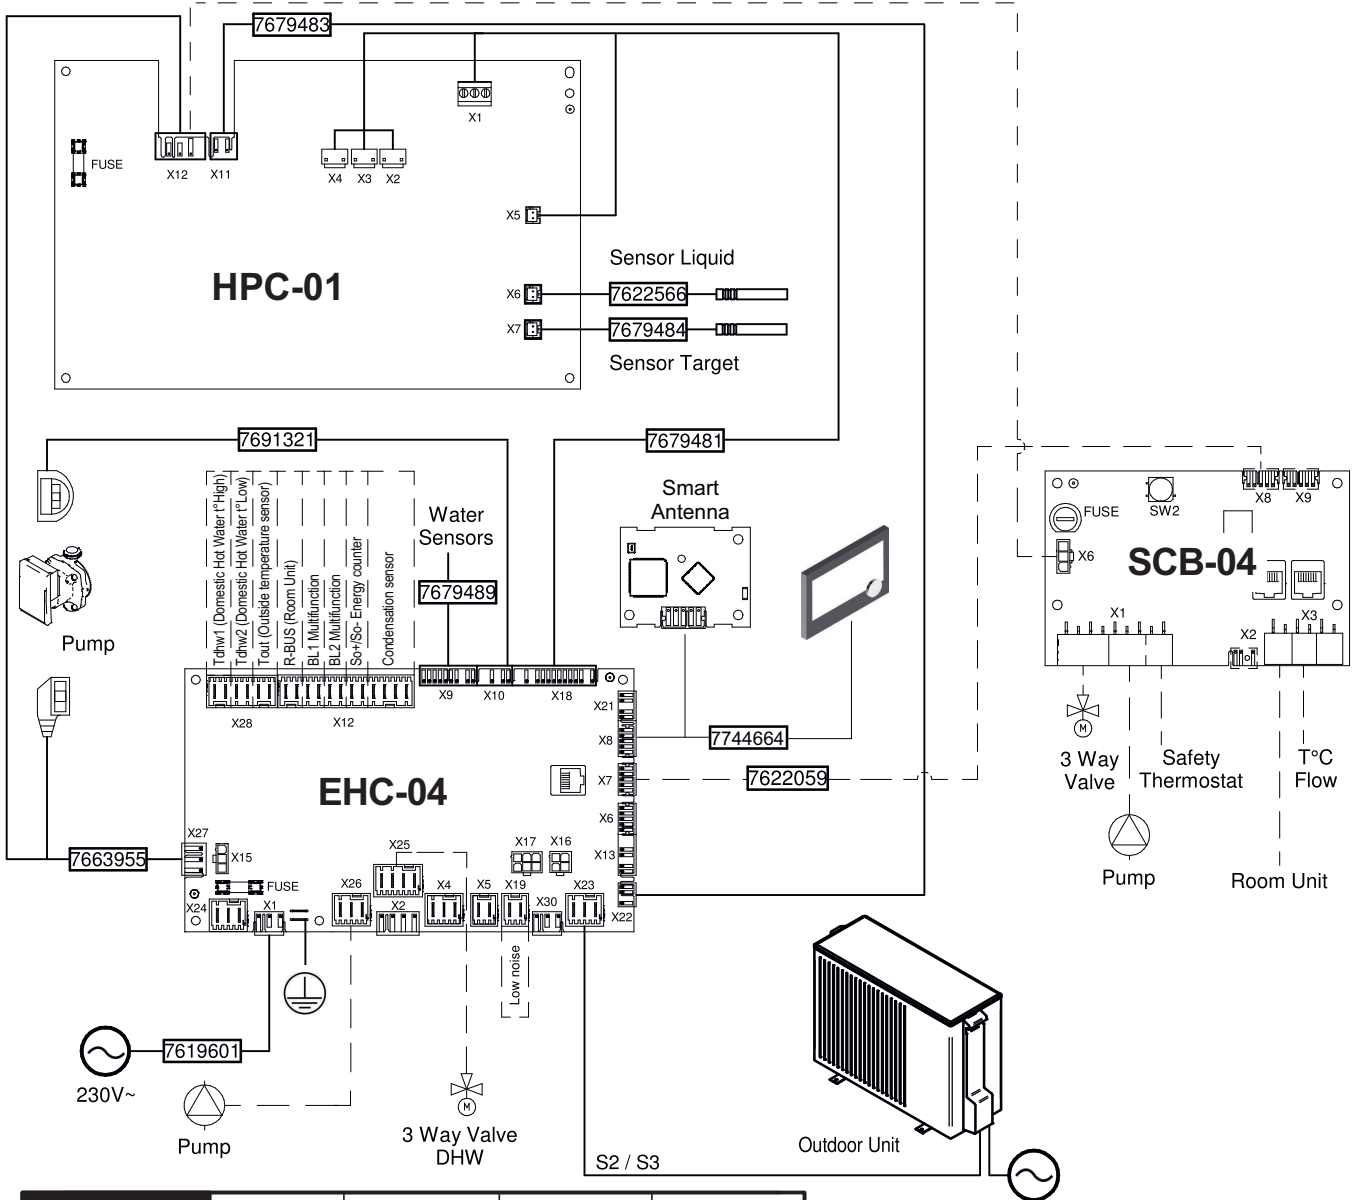 7679483
X1
FUSE
X12
X11
X4
X3
X2
X5
HPC-01
Sensor Liquid
X6
7622566
X7
7679484
Sensor Target
7691321
7679481
Tdhw1 (Domestic Hot Water t°High)
Tdhw2 (Domestic Hot Water t°Low)
Tout (Outside temperature sensor)
R-BUS (Room Unit)
BL1 Multifunction
BL2 Multifunction
So+/So- Energy counter
Condensation sensor
Water
Sensors
7679489
Smart
Antenna
Pump
X8
X9
SW2
FUSE
X6
SCB-04
X1
X3
X2
X28
X12
X9
X10
X18
X21
X8
7744664
X7
7622059
EHC-04
X6
3 Way
Valve
M
Safety
Thermostat
T°C
Flow
Pump
Room Unit
X27
7663955
X15
X25
X17
X16
X13
FUSE
X24
X1
X26
X2
X4
X5
X19
X30
X23
X22
Low noise
7619601
230V~
Pump
M
3 Way Valve
DHW
Outdoor Unit
S2 / S3